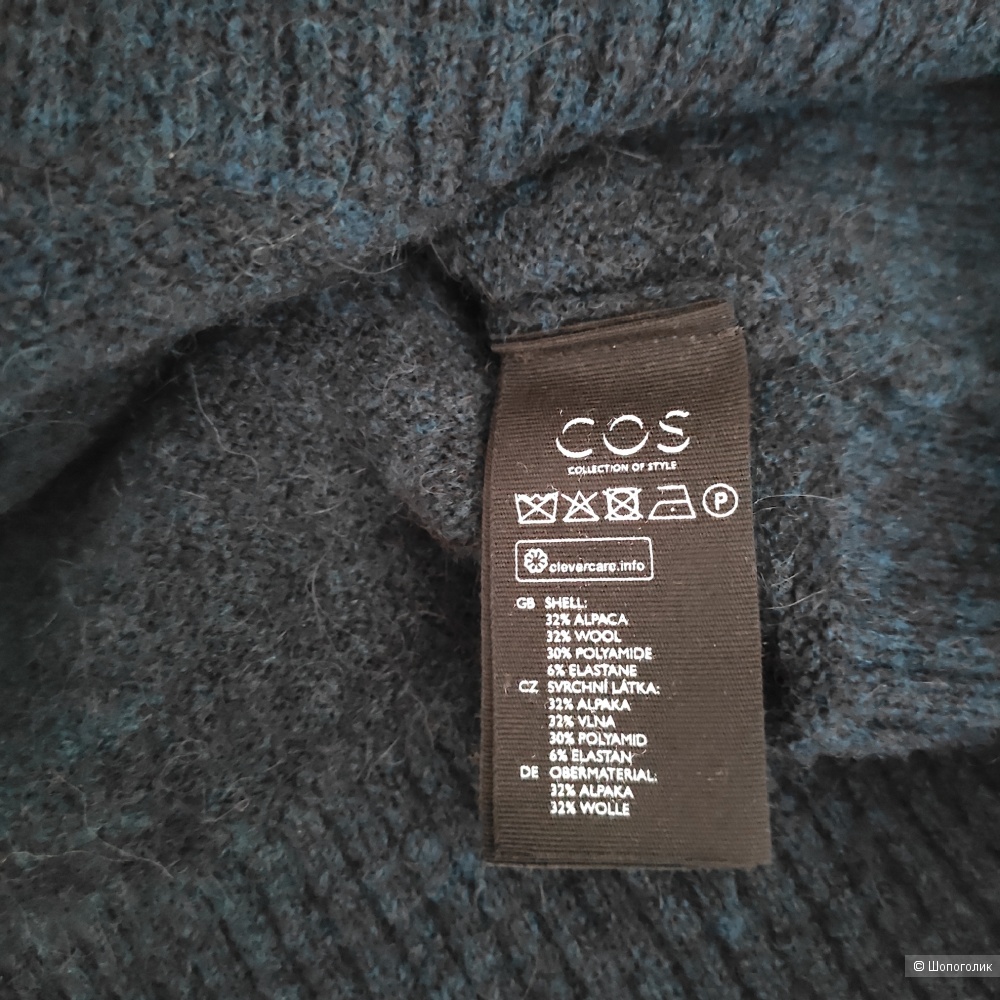 COS
COLLECTION OF STYLE
P
clevercare.info
GB SHELL:
32% ALPACA
32% WOOL
30% POLYAMIDE
6% ELASTANE
CZ SVRCHNÍ LÁTKA:
32% ALPAKA
32% VLNA
30% POLYAMID
6% ELASTAN
DE OBERMATERIAL:
32% ALPAKA
32% WOLLE
© Шопоголик